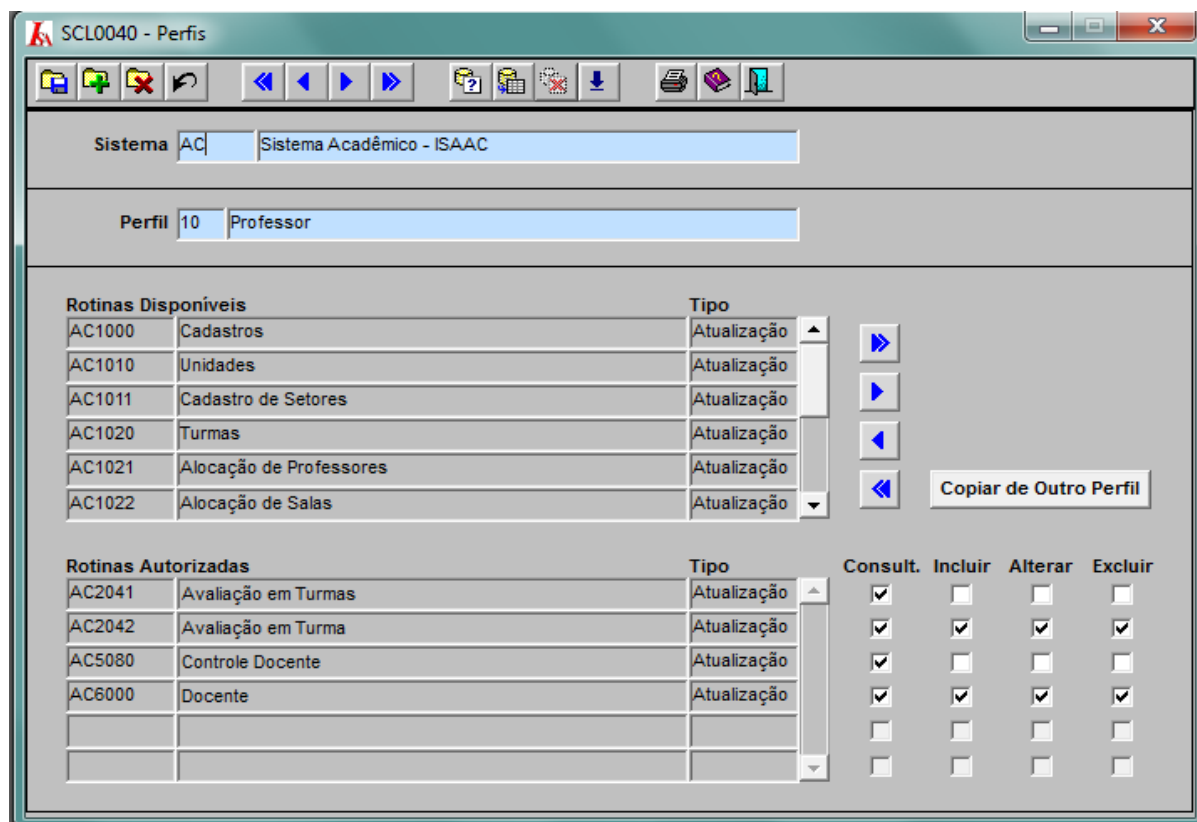 SCL0040 - Perfis
Sistema AC Sistema Acadêmico - ISAAC
Perfil 10 Professor
Rotinas Disponíveis Tipo
AC1000 Cadastros Atualização
AC1010 Unidades Atualização
AC1011 Cadastro de Setores Atualização
AC1020 Turmas Atualização
AC1021 Alocação de Professores Atualização
AC1022 Alocação de Salas Atualização
Copiar de Outro Perfil
Rotinas Autorizadas Tipo Consult. Incluir Alterar Excluir
AC2041 Avaliação em Turmas Atualização
AC2042 Avaliação em Turma Atualização
AC5080 Controle Docente Atualização
AC6000 Docente Atualização